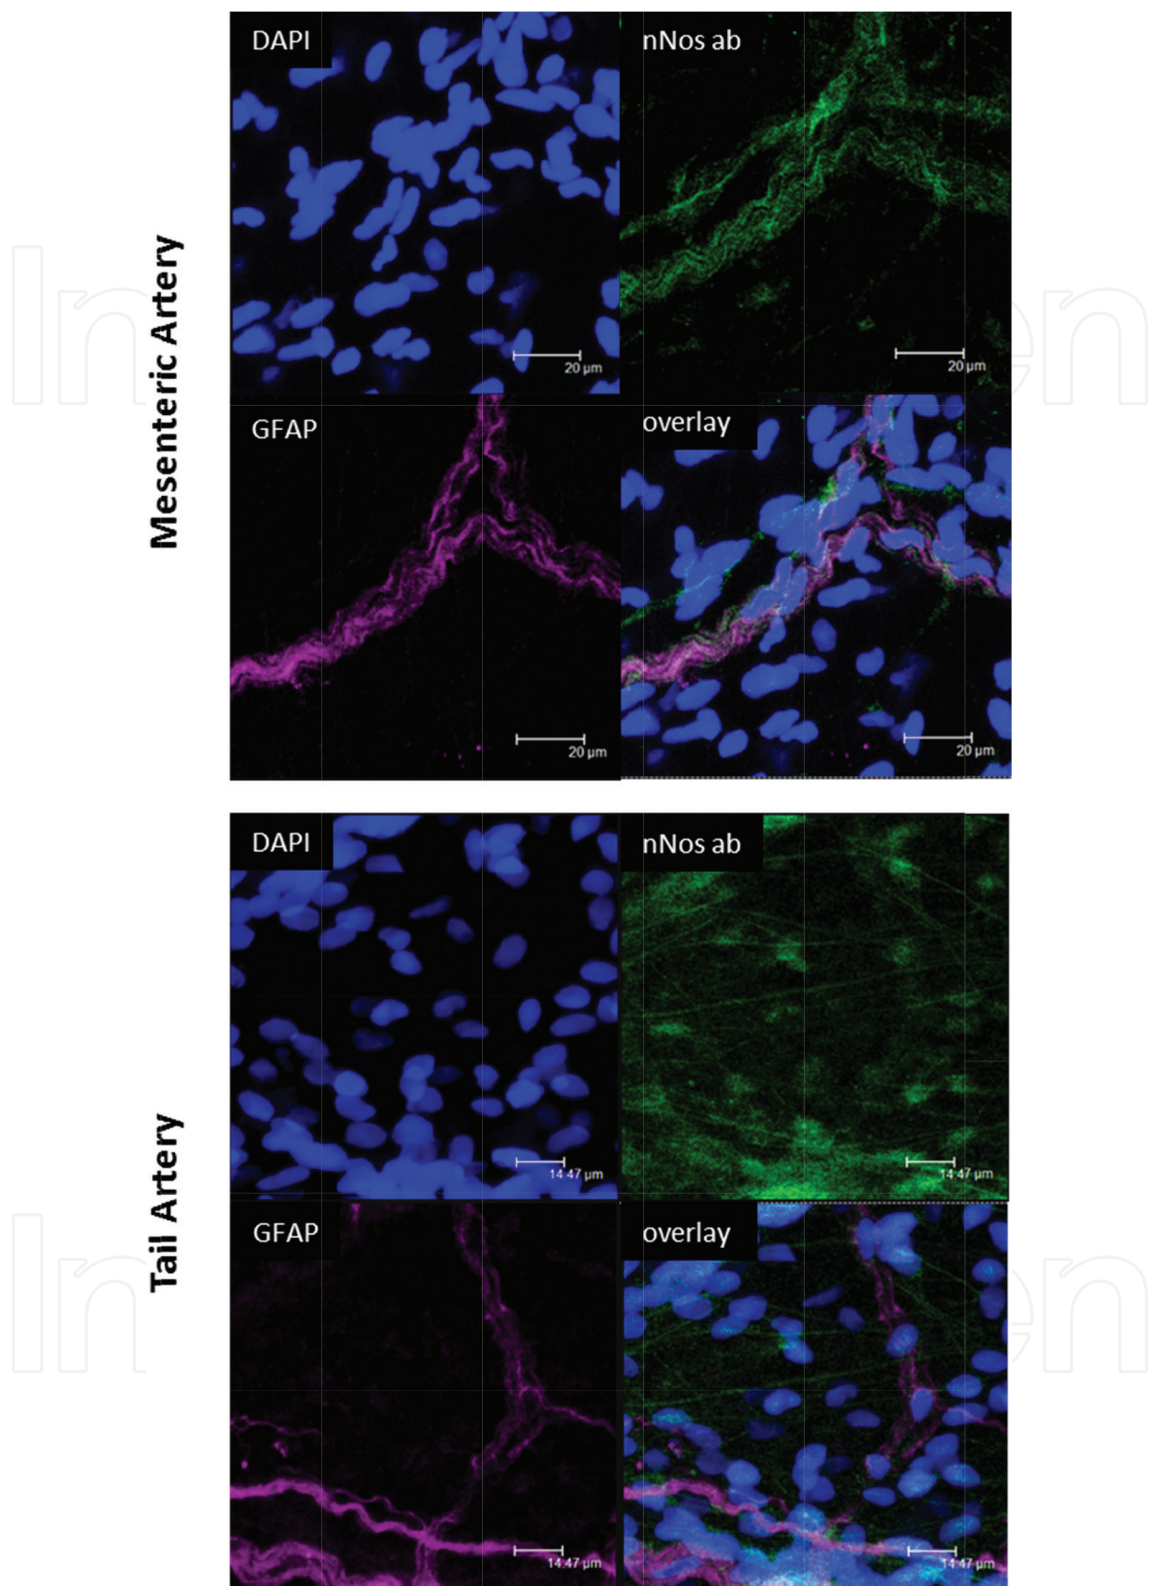 Mesenteric Artery
DAPI
nNos ab
20 µm
20 µm
GFAP
overlay
20 µm
20 µm
Tail Artery
DAPI
nNos ab
14.47 µm
14.47 µm
GFAP
overlay
14.47 µm
14.47 µm